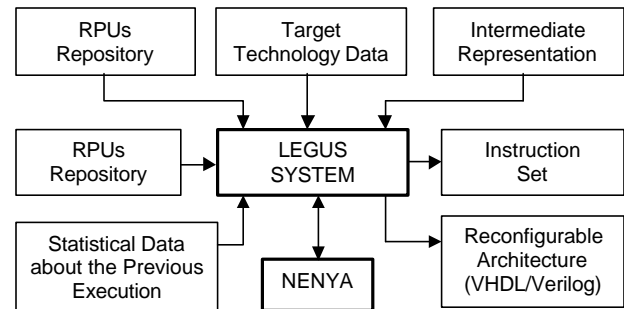 RPUs
Repository
Target
Technology Data
Intermediate
Representation
RPUs
Repository
LEGUS
SYSTEM
Instruction
Set
Statistical Data
about the Previous
Execution
NENYA
Reconfigurable
Architecture
(VHDL/Verilog)